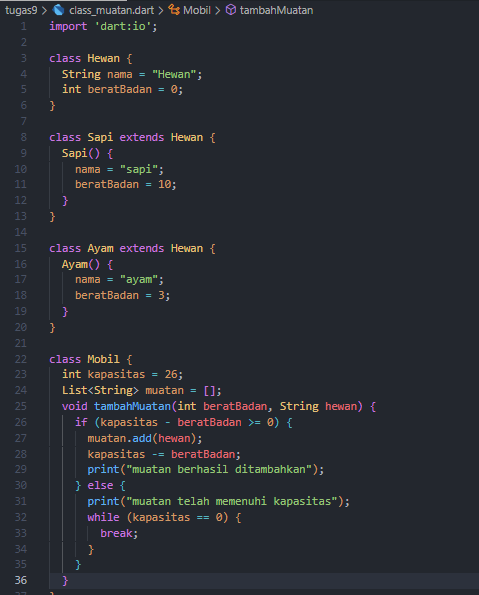 tugas9 > class_muatan.dart > Mobil > tambahMuatan
1 import 'dart:io';
2
3 class Hewan {
4   String nama = "Hewan";
5   int beratBadan = 0;
6 }
7
8 class Sapi extends Hewan {
9   Sapi() {
10     nama = "sapi";
11     beratBadan = 10;
12   }
13 }
14
15 class Ayam extends Hewan {
16   Ayam() {
17     nama = "ayam";
18     beratBadan = 3;
19   }
20 }
21
22 class Mobil {
23   int kapasitas = 26;
24   List<String> muatan = [];
25   void tambahMuatan(int beratBadan, String hewan) {
26     if (kapasitas - beratBadan >= 0) {
27       muatan.add(hewan);
28       kapasitas -= beratBadan;
29       print("muatan berhasil ditambahkan");
30     } else {
31       print("muatan telah memenuhi kapasitas");
32       while (kapasitas == 0) {
33         break;
34       }
35     }
36   }